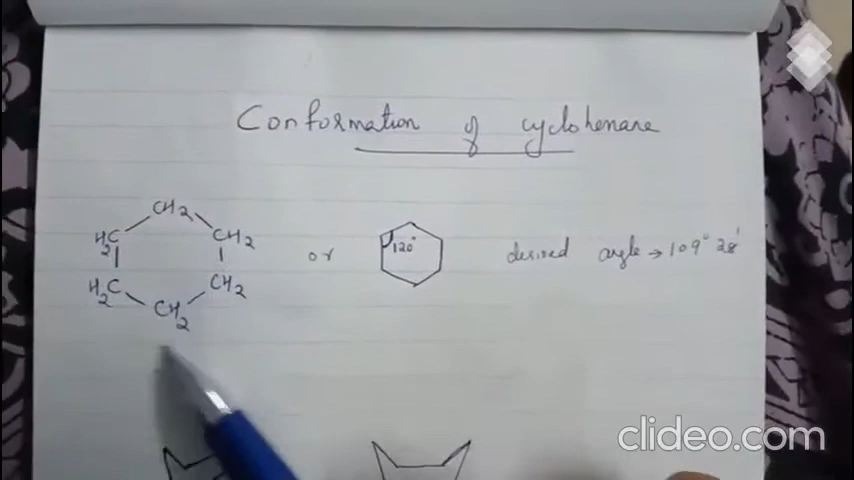 Conformation of cyclohexane
CH2
H2C CH2
or
120°
desired angle → 109° 28'
H2C CH2
CH2
clideo.com